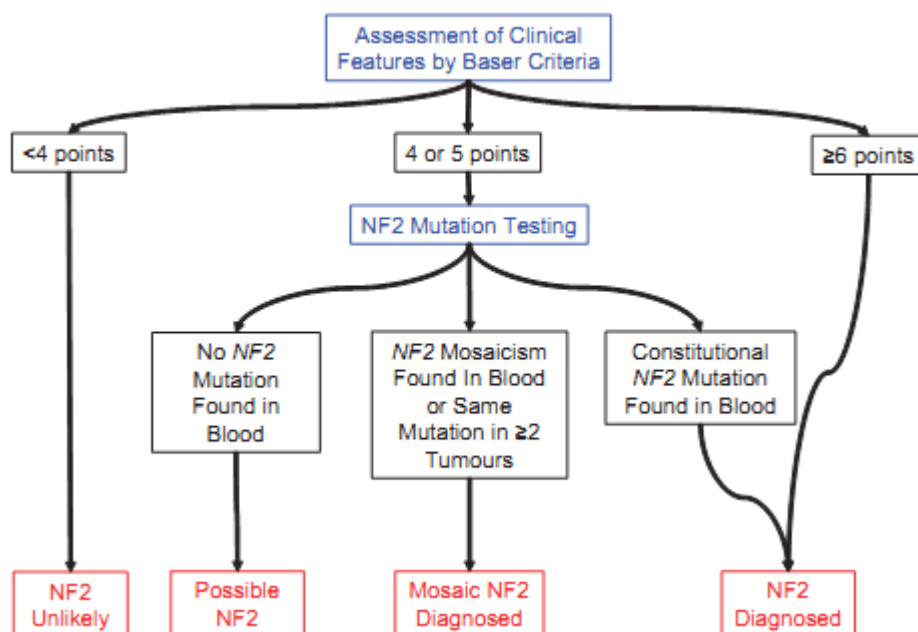 Assessment of Clinical
Features by Baser Criteria
<4 points
4 or 5 points
≥6 points
NF2 Mutation Testing
No NF2
Mutation
Found in
Blood
NF2 Mosaicism
Found In Blood
or Same
Mutation in ≥2
Tumours
Constitutional
NF2 Mutation
Found in Blood
NF2
Unlikely
Possible
NF2
Mosaic NF2
Diagnosed
NF2
Diagnosed